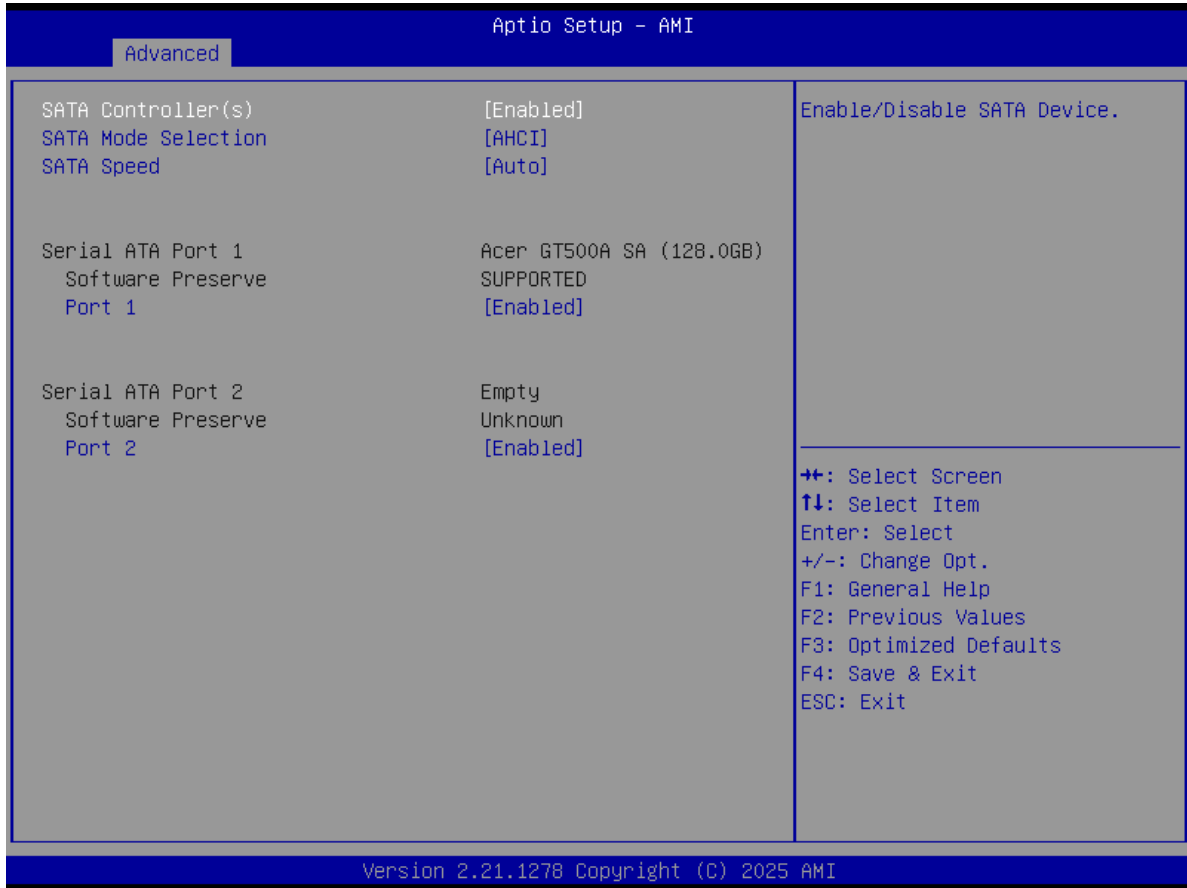 Aptio Setup - AMI
Advanced
SATA Controller(s) [Enabled]
SATA Mode Selection [AHCI]
SATA Speed [Auto]
Serial ATA Port 1 Acer GT500A SA (128.0GB)
Software Preserve SUPPORTED
Port 1 [Enabled]
Serial ATA Port 2 Empty
Software Preserve Unknown
Port 2 [Enabled]
Enable/Disable SATA Device.
→←: Select Screen
↑↓: Select Item
Enter: Select
+/-: Change Opt.
F1: General Help
F2: Previous Values
F3: Optimized Defaults
F4: Save & Exit
ESC: Exit
Version 2.21.1278 Copyright (C) 2025 AMI